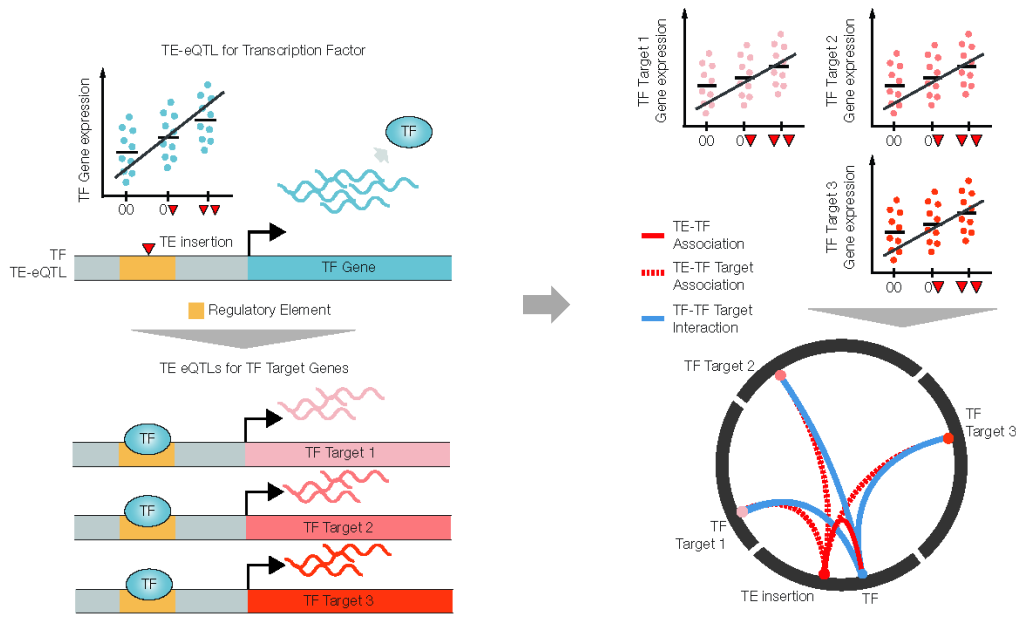 TE-eQTL for Transcription Factor
TF Gene expression
00
0
TF
TE insertion
TF
TE-eQTL
TF Gene
Regulatory Element
TE eQTLs for TF Target Genes
TF
TF Target 1
TF
TF Target 2
TF
TF Target 3
TF Target 1
Gene expression
00
0
TF Target 2
Gene expression
00
0
TF Target 3
Gene expression
00
0
TE-TF
Association
TE-TF Target
Association
TF-TF Target
Interaction
TF Target 2
TF
Target 3
TF
Target 1
TE insertion
TF